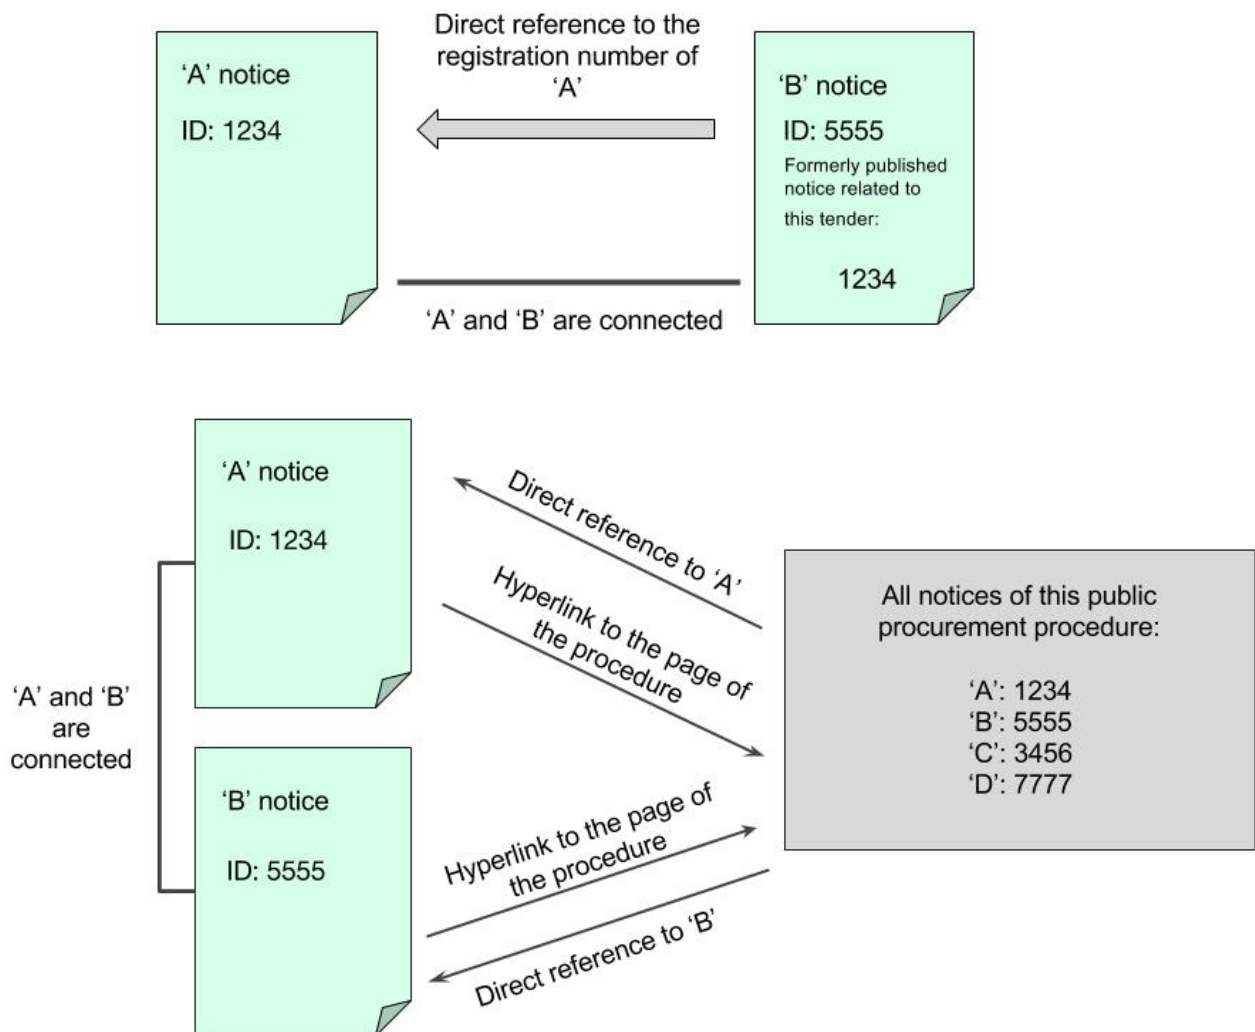 Direct reference to the
registration number of
‘A’
‘A’ notice
ID: 1234
‘B’ notice
ID: 5555
Formerly published
notice related to
this tender:
1234
‘A’ and ‘B’ are connected
‘A’ notice
ID: 1234
Direct reference to ‘A’
Hyperlink to the page of
the procedure
All notices of this public
procurement procedure:
‘A’: 1234
‘B’: 5555
‘C’: 3456
‘D’: 7777
‘A’ and ‘B’
are
connected
‘B’ notice
ID: 5555
Hyperlink to the page of
the procedure
Direct reference to ‘B’